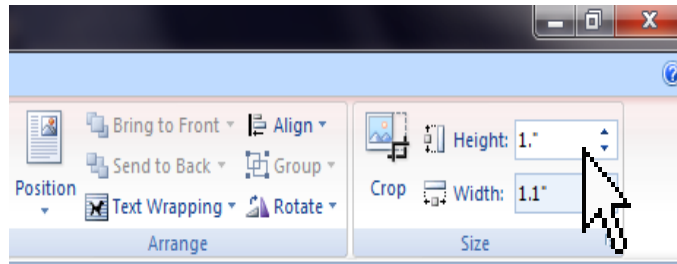 Bring to Front Align Height: 1."
Send to Back Group
Position Crop Width: 1.1"
Text Wrapping Rotate
Arrange Size